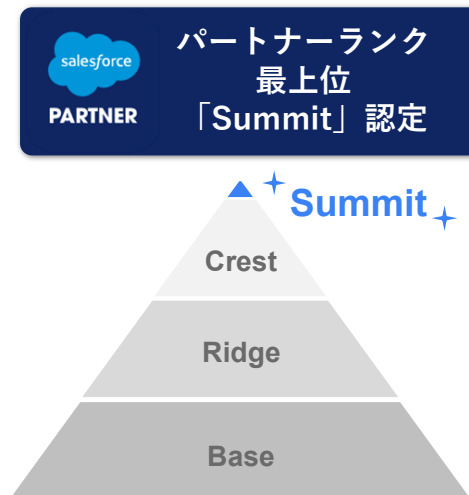 salesforce
PARTNER
パートナーランク
最上位
「Summit」認定
Summit
Crest
Ridge
Base